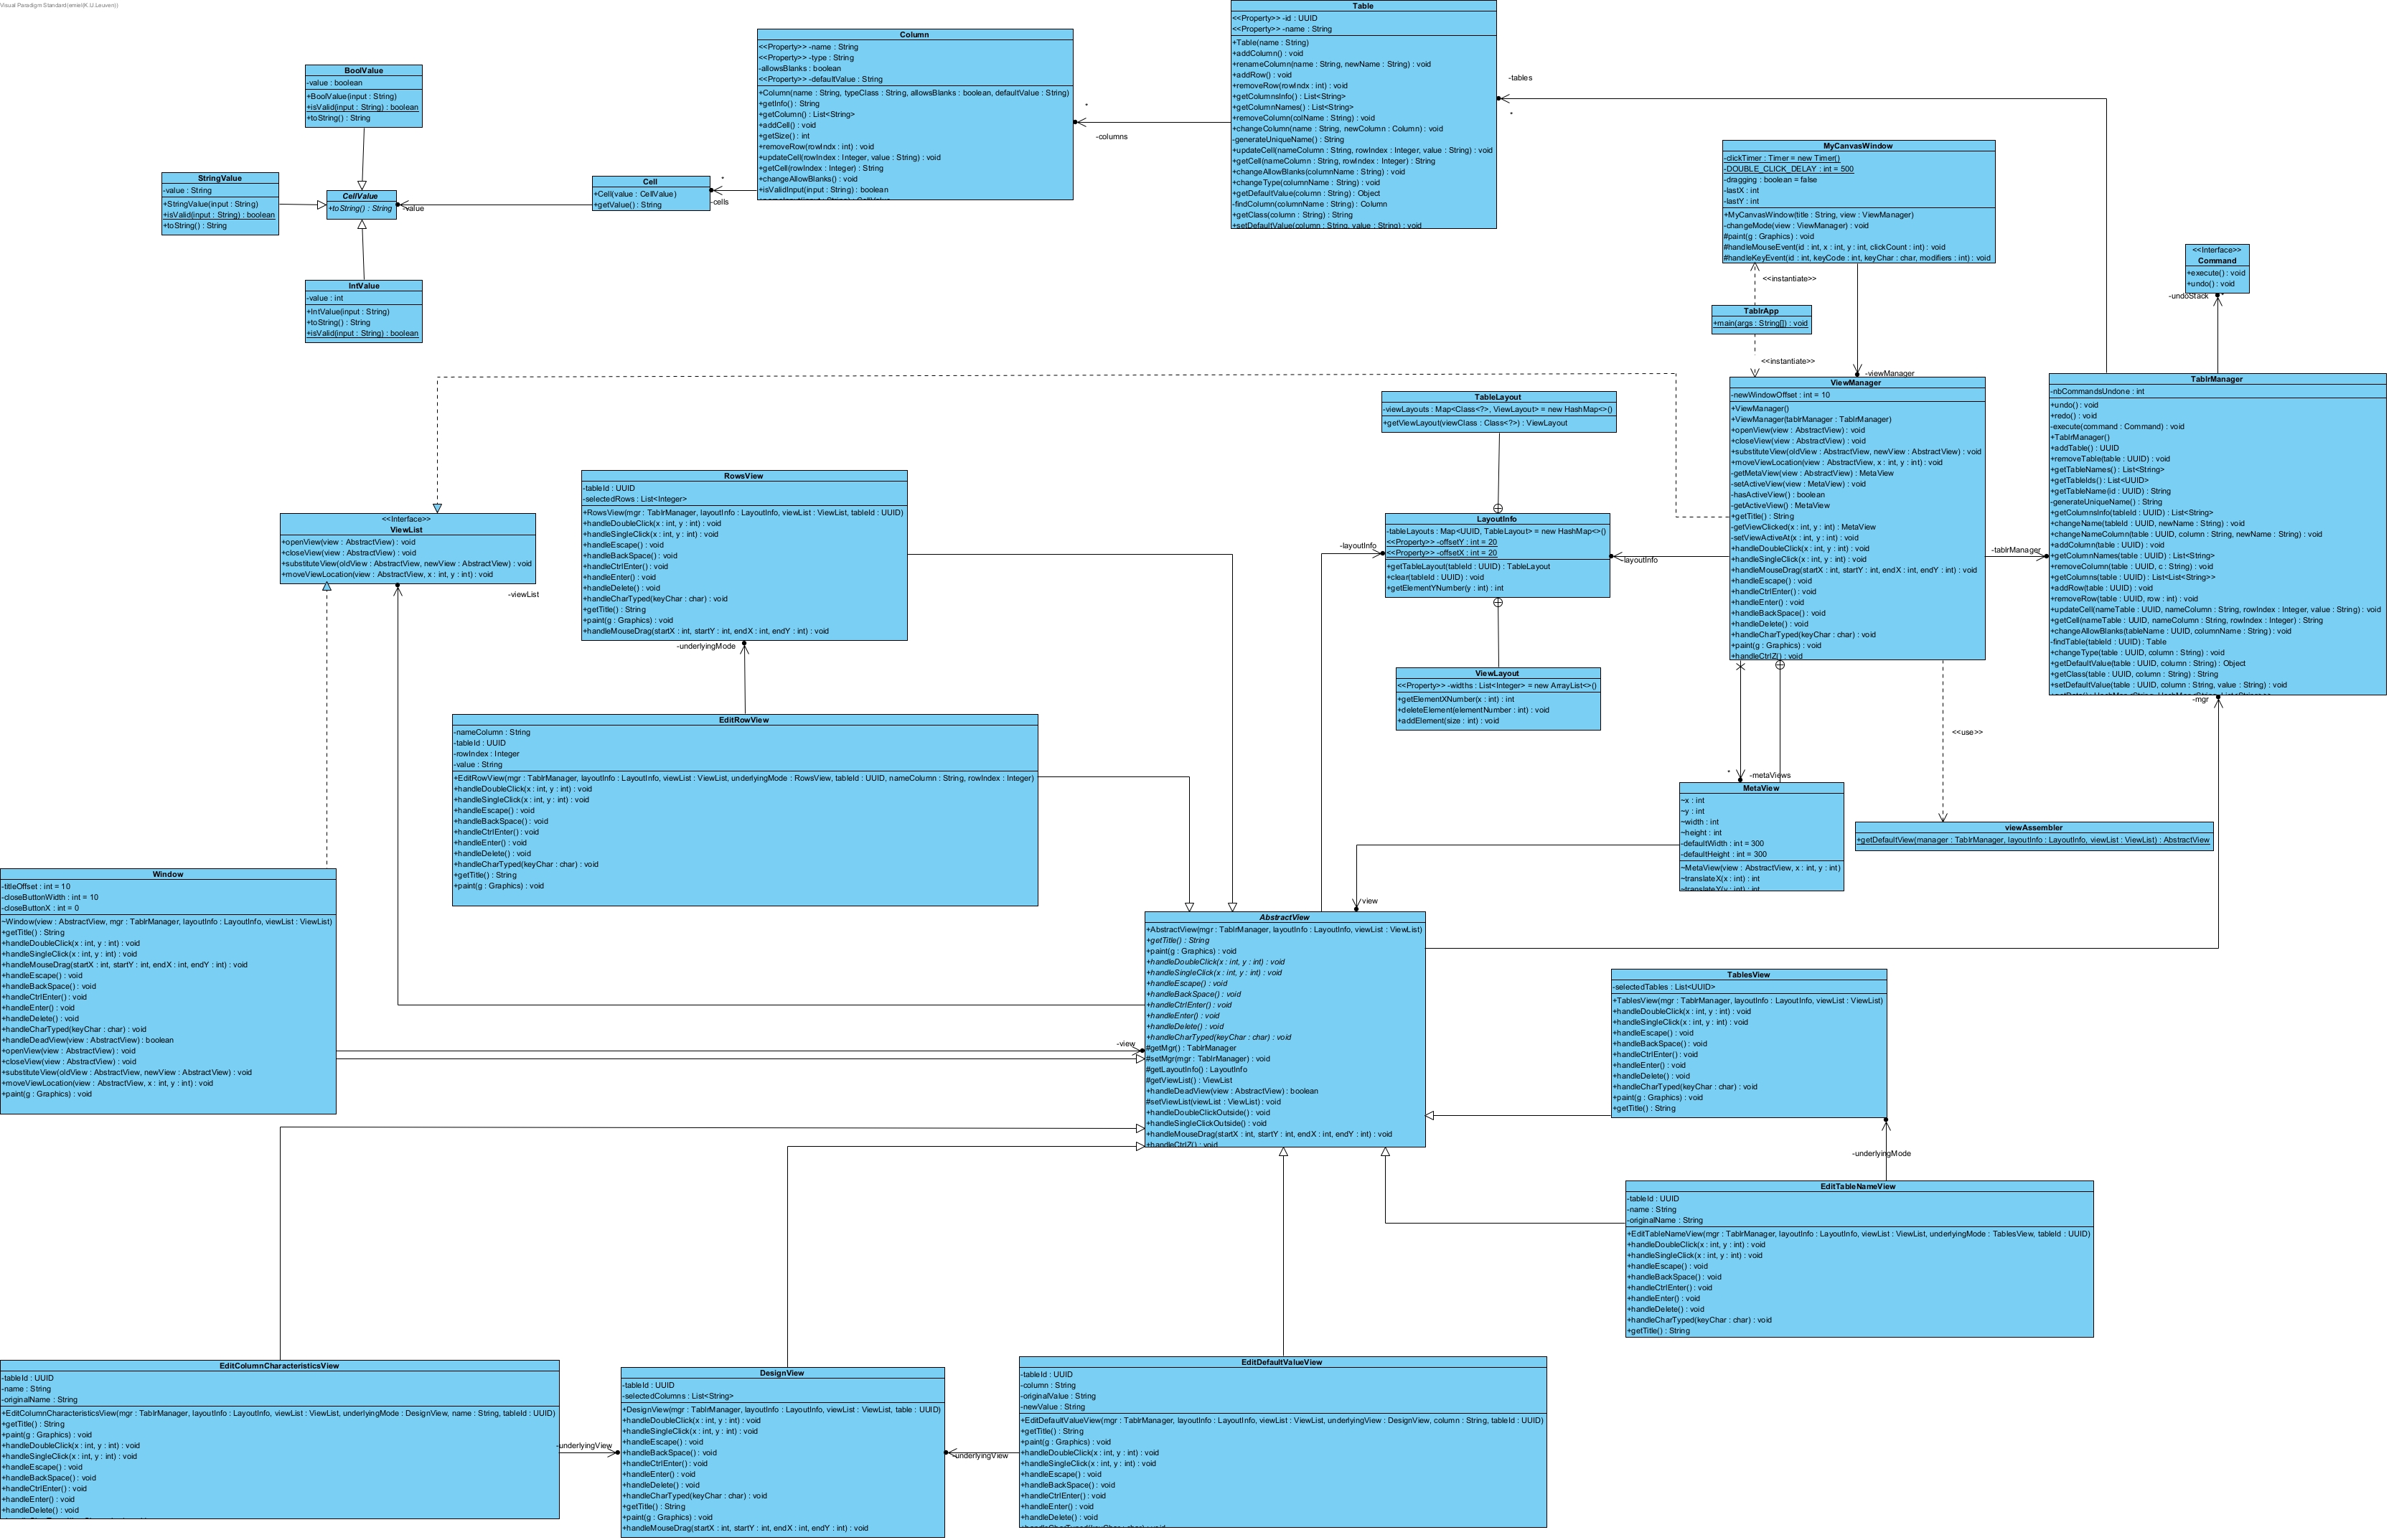 Visual Paradigm Standard(emiel(K.U.Leuven))
BoolValue
-value : boolean
+BoolValue(input : String)
+isValid(input : String) : boolean
+toString() : String
StringValue
-value : String
+StringValue(input : String)
+isValid(input : String) : boolean
+toString() : String
CellValue
+toString() : String
-value
IntValue
-value : int
+IntValue(input : String)
+toString() : String
+isValid(input : String) : boolean
Cell
+Cell(value : CellValue)
+getValue() : String
*
-cells
Column
<<Property>> -name : String
<<Property>> -type : String
-allowsBlanks : boolean
<<Property>> -defaultValue : String
+Column(name : String, typeClass : String, allowsBlanks : boolean, defaultValue : String)
+getInfo() : String
+getColumn() : List<String>
+addCell() : void
+getSize() : int
+removeRow(rowIndx : int) : void
+updateCell(rowIndex : Integer, value : String) : void
+getCell(rowIndex : Integer) : String
+changeAllowBlanks() : void
+isValidInput(input : String) : boolean
*
-columns
Table
<<Property>> -id : UUID
<<Property>> -name : String
+Table(name : String)
+addColumn() : void
+renameColumn(name : String, newName : String) : void
+addRow() : void
+removeRow(rowIndx : int) : void
+getColumnsInfo() : List<String>
+getColumnNames() : List<String>
+removeColumn(colName : String) : void
+changeColumn(name : String, newColumn : Column) : void
-generateUniqueName() : String
+updateCell(nameColumn : String, rowIndex : Integer, value : String) : void
+getCell(nameColumn : String, rowIndex : Integer) : String
+changeAllowBlanks(columnName : String) : void
+changeType(columnName : String) : void
+getDefaultValue(column : String) : Object
-findColumn(columnName : String) : Column
+getClass(column : String) : String
+setDefaultValue(column : String, value : String) : void
-tables
*
MyCanvasWindow
-clickTimer : Timer = new Timer()
-DOUBLE_CLICK_DELAY : int = 500
-dragging : boolean = false
-lastX : int
-lastY : int
+MyCanvasWindow(title : String, view : ViewManager)
-changeMode(view : ViewManager) : void
#paint(g : Graphics) : void
#handleMouseEvent(id : int, x : int, y : int, clickCount : int) : void
#handleKeyEvent(id : int, keyCode : int, keyChar : char, modifiers : int) : void
<<instantiate>>
TablrApp
+main(args : String[]) : void
<<instantiate>>
-viewManager
<<Interface>>
Command
+execute() : void
+undo() : void
-undoStack
*
ViewManager
-newWindowOffset : int = 10
+ViewManager()
+ViewManager(tablrManager : TablrManager)
+openView(view : AbstractView) : void
+closeView(view : AbstractView) : void
+substituteView(oldView : AbstractView, newView : AbstractView) : void
+moveViewLocation(view : AbstractView, x : int, y : int) : void
-getMetaView(view : AbstractView) : MetaView
-setActiveView(view : MetaView) : void
-hasActiveView() : boolean
-getActiveView() : MetaView
+getTitle() : String
-getViewClicked(x : int, y : int) : MetaView
-setViewActiveAt(x : int, y : int) : void
+handleDoubleClick(x : int, y : int) : void
+handleSingleClick(x : int, y : int) : void
+handleMouseDrag(startX : int, startY : int, endX : int, endY : int) : void
+handleEscape() : void
+handleCtrlEnter() : void
+handleEnter() : void
+handleBackSpace() : void
+handleDelete() : void
+handleCharTyped(keyChar : char) : void
+paint(g : Graphics) : void
+handleCtrlZ() : void
-tablrManager
TablrManager
-nbCommandsUndone : int
+undo() : void
+redo() : void
-execute(command : Command) : void
+TablrManager()
+addTable() : UUID
+removeTable(table : UUID) : void
+getTableNames() : List<String>
+getTableIds() : List<UUID>
+getTableName(id : UUID) : String
-generateUniqueName() : String
+getColumnsInfo(tableId : UUID) : List<String>
+changeName(tableId : UUID, newName : String) : void
+changeNameColumn(table : UUID, column : String, newName : String) : void
+addColumn(table : UUID) : void
+getColumnNames(table : UUID) : List<String>
+removeColumn(table : UUID, c : String) : void
+getColumns(table : UUID) : List<List<String>>
+addRow(table : UUID) : void
+removeRow(table : UUID, row : int) : void
+updateCell(nameTable : UUID, nameColumn : String, rowIndex : Integer, value : String) : void
+getCell(nameTable : UUID, nameColumn : String, rowIndex : Integer) : String
+changeAllowBlanks(tableName : UUID, columnName : String) : void
-findTable(tableId : UUID) : Table
+changeType(table : UUID, column : String) : void
+getDefaultValue(table : UUID, column : String) : Object
+getClass(table : UUID, column : String) : String
+setDefaultValue(table : UUID, column : String, value : String) : void
-mgr
TableLayout
-viewLayouts : Map<Class<?>, ViewLayout> = new HashMap<>()
+getViewLayout(viewClass : Class<?>) : ViewLayout
LayoutInfo
-tableLayouts : Map<UUID, TableLayout> = new HashMap<>()
<<Property>> -offsetY : int = 20
<<Property>> -offsetX : int = 20
+getTableLayout(tableId : UUID) : TableLayout
+clear(tableId : UUID) : void
+getElementYNumber(y : int) : int
-layoutInfo
-layoutInfo
ViewLayout
<<Property>> -widths : List<Integer> = new ArrayList<>()
+getElementXNumber(x : int) : int
+deleteElement(elementNumber : int) : void
+addElement(size : int) : void
<<Interface>>
ViewList
+openView(view : AbstractView) : void
+closeView(view : AbstractView) : void
+substituteView(oldView : AbstractView, newView : AbstractView) : void
+moveViewLocation(view : AbstractView, x : int, y : int) : void
-viewList
RowsView
-tableId : UUID
-selectedRows : List<Integer>
+RowsView(mgr : TablrManager, layoutInfo : LayoutInfo, viewList : ViewList, tableId : UUID)
+handleDoubleClick(x : int, y : int) : void
+handleSingleClick(x : int, y : int) : void
+handleEscape() : void
+handleBackSpace() : void
+handleCtrlEnter() : void
+handleEnter() : void
+handleDelete() : void
+handleCharTyped(keyChar : char) : void
+getTitle() : String
+paint(g : Graphics) : void
+handleMouseDrag(startX : int, startY : int, endX : int, endY : int) : void
-underlyingMode
EditRowView
-nameColumn : String
-tableId : UUID
-rowIndex : Integer
-value : String
+EditRowView(mgr : TablrManager, layoutInfo : LayoutInfo, viewList : ViewList, underlyingMode : RowsView, tableId : UUID, nameColumn : String, rowIndex : Integer)
+handleDoubleClick(x : int, y : int) : void
+handleSingleClick(x : int, y : int) : void
+handleEscape() : void
+handleBackSpace() : void
+handleCtrlEnter() : void
+handleEnter() : void
+handleDelete() : void
+handleCharTyped(keyChar : char) : void
+getTitle() : String
+paint(g : Graphics) : void
<<use>>
*
-metaViews
MetaView
~x : int
~y : int
~width : int
~height : int
-defaultWidth : int = 300
-defaultHeight : int = 300
~MetaView(view : AbstractView, x : int, y : int)
~translateX(x : int) : int
~translateY(y : int) : int
viewAssembler
+getDefaultView(manager : TablrManager, layoutInfo : LayoutInfo, viewList : ViewList) : AbstractView
Window
-titleOffset : int = 10
-closeButtonWidth : int = 10
-closeButtonX : int = 0
~Window(view : AbstractView, mgr : TablrManager, layoutInfo : LayoutInfo, viewList : ViewList)
+getTitle() : String
+handleDoubleClick(x : int, y : int) : void
+handleSingleClick(x : int, y : int) : void
+handleMouseDrag(startX : int, startY : int, endX : int, endY : int) : void
+handleEscape() : void
+handleBackSpace() : void
+handleCtrlEnter() : void
+handleEnter() : void
+handleDelete() : void
+handleCharTyped(keyChar : char) : void
+handleDeadView(view : AbstractView) : boolean
+openView(view : AbstractView) : void
+closeView(view : AbstractView) : void
+substituteView(oldView : AbstractView, newView : AbstractView) : void
+moveViewLocation(view : AbstractView, x : int, y : int) : void
+paint(g : Graphics) : void
-view
view
AbstractView
+AbstractView(mgr : TablrManager, layoutInfo : LayoutInfo, viewList : ViewList)
+getTitle() : String
+paint(g : Graphics) : void
+handleDoubleClick(x : int, y : int) : void
+handleSingleClick(x : int, y : int) : void
+handleEscape() : void
+handleBackSpace() : void
+handleCtrlEnter() : void
+handleEnter() : void
+handleDelete() : void
+handleCharTyped(keyChar : char) : void
#getMgr() : TablrManager
#setMgr(mgr : TablrManager) : void
#getLayoutInfo() : LayoutInfo
#getViewList() : ViewList
+handleDeadView(view : AbstractView) : boolean
#setViewList(viewList : ViewList) : void
+handleDoubleClickOutside() : void
+handleSingleClickOutside() : void
+handleMouseDrag(startX : int, startY : int, endX : int, endY : int) : void
+handleCtrlZ() : void
TablesView
-selectedTables : List<UUID>
+TablesView(mgr : TablrManager, layoutInfo : LayoutInfo, viewList : ViewList)
+handleDoubleClick(x : int, y : int) : void
+handleSingleClick(x : int, y : int) : void
+handleEscape() : void
+handleBackSpace() : void
+handleCtrlEnter() : void
+handleEnter() : void
+handleDelete() : void
+handleCharTyped(keyChar : char) : void
+paint(g : Graphics) : void
+getTitle() : String
-underlyingMode
EditTableNameView
-tableId : UUID
-name : String
-originalName : String
+EditTableNameView(mgr : TablrManager, layoutInfo : LayoutInfo, viewList : ViewList, underlyingMode : TablesView, tableId : UUID)
+handleDoubleClick(x : int, y : int) : void
+handleSingleClick(x : int, y : int) : void
+handleEscape() : void
+handleBackSpace() : void
+handleCtrlEnter() : void
+handleEnter() : void
+handleDelete() : void
+handleCharTyped(keyChar : char) : void
+getTitle() : String
EditColumnCharacteristicsView
-tableId : UUID
-name : String
-originalName : String
+EditColumnCharacteristicsView(mgr : TablrManager, layoutInfo : LayoutInfo, viewList : ViewList, underlyingMode : DesignView, name : String, tableId : UUID)
+getTitle() : String
+paint(g : Graphics) : void
+handleDoubleClick(x : int, y : int) : void
+handleSingleClick(x : int, y : int) : void
+handleEscape() : void
+handleBackSpace() : void
+handleCtrlEnter() : void
+handleEnter() : void
+handleDelete() : void
-underlyingView
DesignView
-tableId : UUID
-selectedColumns : List<String>
+DesignView(mgr : TablrManager, layoutInfo : LayoutInfo, viewList : ViewList, table : UUID)
+handleDoubleClick(x : int, y : int) : void
+handleSingleClick(x : int, y : int) : void
+handleEscape() : void
+handleBackSpace() : void
+handleCtrlEnter() : void
+handleEnter() : void
+handleDelete() : void
+handleCharTyped(keyChar : char) : void
+getTitle() : String
+paint(g : Graphics) : void
+handleMouseDrag(startX : int, startY : int, endX : int, endY : int) : void
-underlyingView
EditDefaultValueView
-tableId : UUID
-column : String
-originalValue : String
-newValue : String
+EditDefaultValueView(mgr : TablrManager, layoutInfo : LayoutInfo, viewList : ViewList, underlyingView : DesignView, column : String, tableId : UUID)
+getTitle() : String
+paint(g : Graphics) : void
+handleDoubleClick(x : int, y : int) : void
+handleSingleClick(x : int, y : int) : void
+handleEscape() : void
+handleBackSpace() : void
+handleCtrlEnter() : void
+handleEnter() : void
+handleDelete() : void